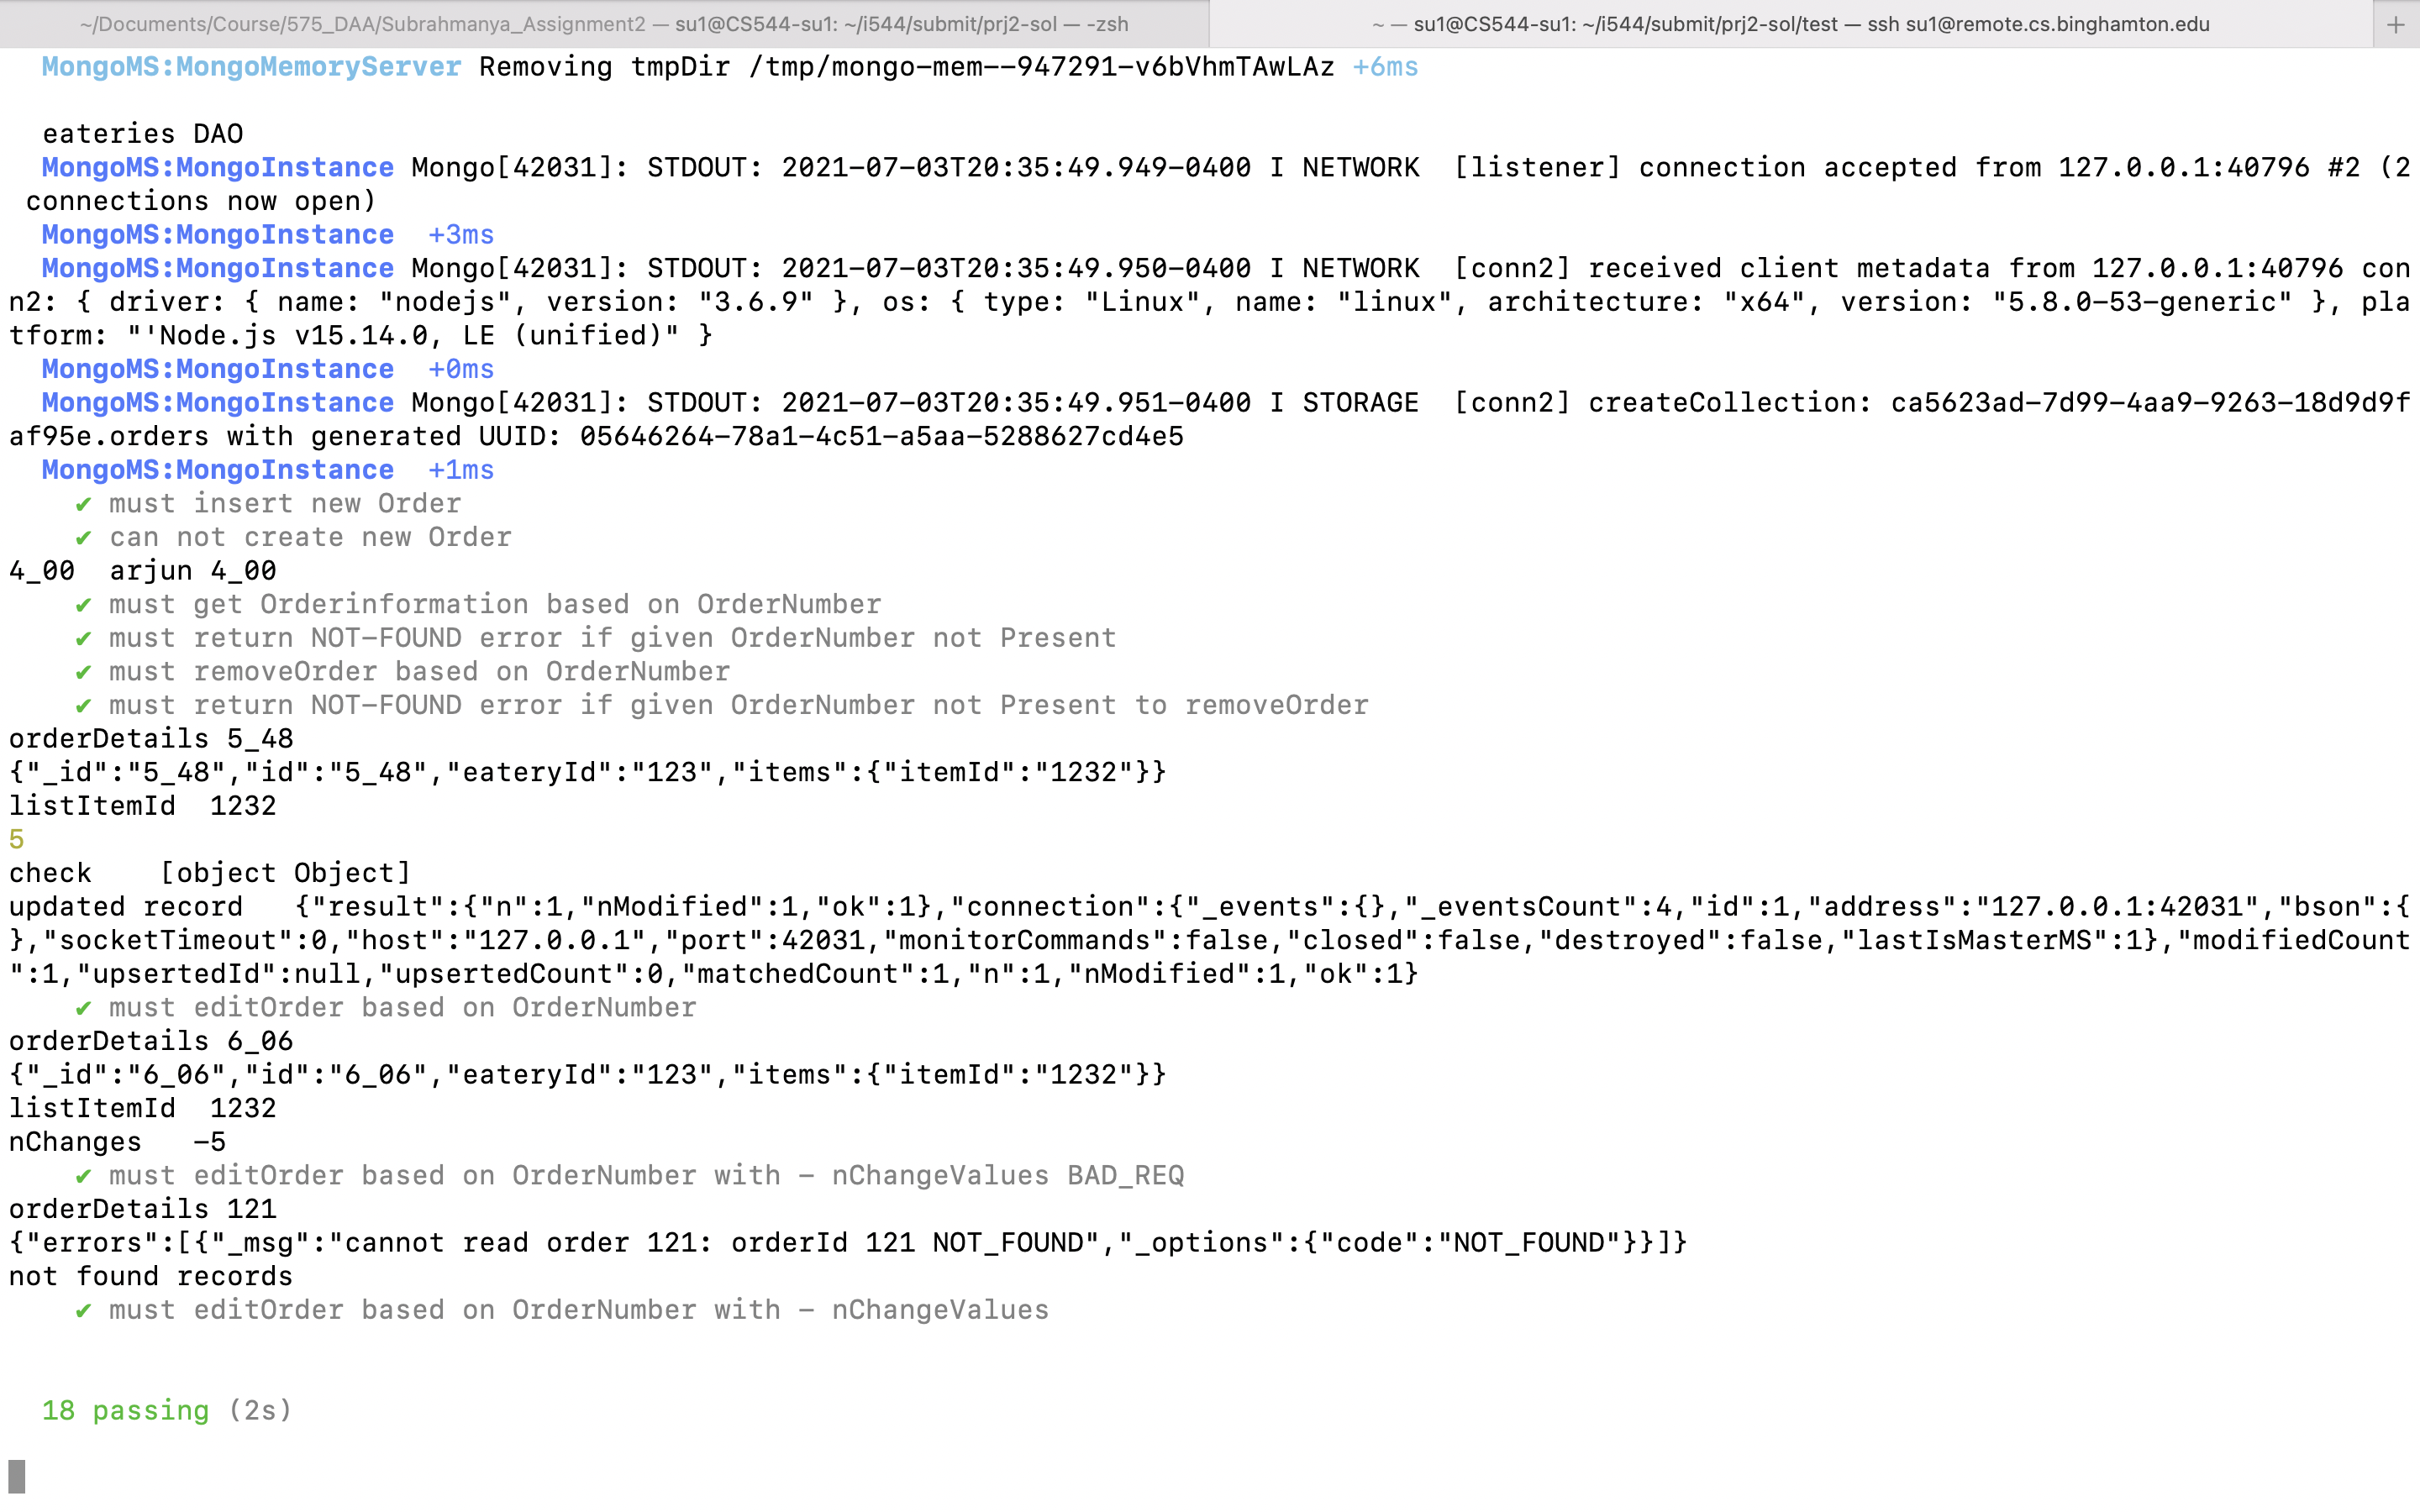 ~/Documents/Course/575_DAA/Subrahmanya_Assignment2 — su1@CS544-su1: ~/i544/submit/prj2-sol — -zsh
~ — su1@CS544-su1: ~/i544/submit/prj2-sol/test — ssh su1@remote.cs.binghamton.edu
+
MongoMS:MongoMemoryServer Removing tmpDir /tmp/mongo-mem--947291-v6bVhmTAwLAz +6ms
eateries DAO
MongoMS:MongoInstance Mongo[42031]: STDOUT: 2021-07-03T20:35:49.949-0400 I NETWORK  [listener] connection accepted from 127.0.0.1:40796 #2 (2
connections now open)
MongoMS:MongoInstance  +3ms
MongoMS:MongoInstance Mongo[42031]: STDOUT: 2021-07-03T20:35:49.950-0400 I NETWORK  [conn2] received client metadata from 127.0.0.1:40796 con
n2: { driver: { name: "nodejs", version: "3.6.9" }, os: { type: "Linux", name: "linux", architecture: "x64", version: "5.8.0-53-generic" }, pla
tform: "'Node.js v15.14.0, LE (unified)" }
MongoMS:MongoInstance  +0ms
MongoMS:MongoInstance Mongo[42031]: STDOUT: 2021-07-03T20:35:49.951-0400 I STORAGE  [conn2] createCollection: ca5623ad-7d99-4aa9-9263-18d9d9f
af95e.orders with generated UUID: 05646264-78a1-4c51-a5aa-5288627cd4e5
MongoMS:MongoInstance  +1ms
✔ must insert new Order
✔ can not create new Order
4_00  arjun 4_00
✔ must get Orderinformation based on OrderNumber
✔ must return NOT-FOUND error if given OrderNumber not Present
✔ must removeOrder based on OrderNumber
✔ must return NOT-FOUND error if given OrderNumber not Present to removeOrder
orderDetails 5_48
{"_id":"5_48","id":"5_48","eateryId":"123","items":{"itemId":"1232"}}
listItemId  1232
5
check    [object Object]
updated record   {"result":{"n":1,"nModified":1,"ok":1},"connection":{"_events":{},"_eventsCount":4,"id":1,"address":"127.0.0.1:42031","bson":{
},"socketTimeout":0,"host":"127.0.0.1","port":42031,"monitorCommands":false,"closed":false,"destroyed":false,"lastIsMasterMS":1},"modifiedCount
":1,"upsertedId":null,"upsertedCount":0,"matchedCount":1,"n":1,"nModified":1,"ok":1}
✔ must editOrder based on OrderNumber
orderDetails 6_06
{"_id":"6_06","id":"6_06","eateryId":"123","items":{"itemId":"1232"}}
listItemId  1232
nChanges   -5
✔ must editOrder based on OrderNumber with - nChangeValues BAD_REQ
orderDetails 121
{"errors":[{"_msg":"cannot read order 121: orderId 121 NOT_FOUND","_options":{"code":"NOT_FOUND"}}]}
not found records
✔ must editOrder based on OrderNumber with - nChangeValues
18 passing (2s)